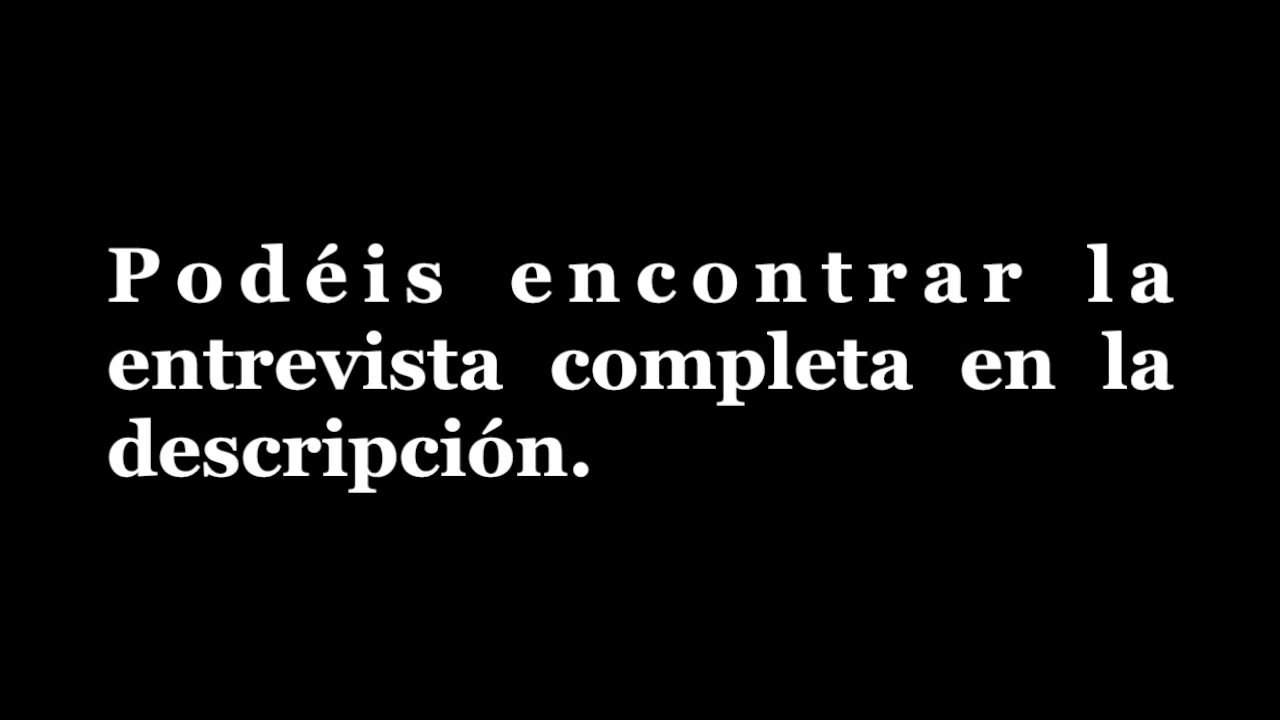 Podéis encontrar la
entrevista completa en la
descripción.